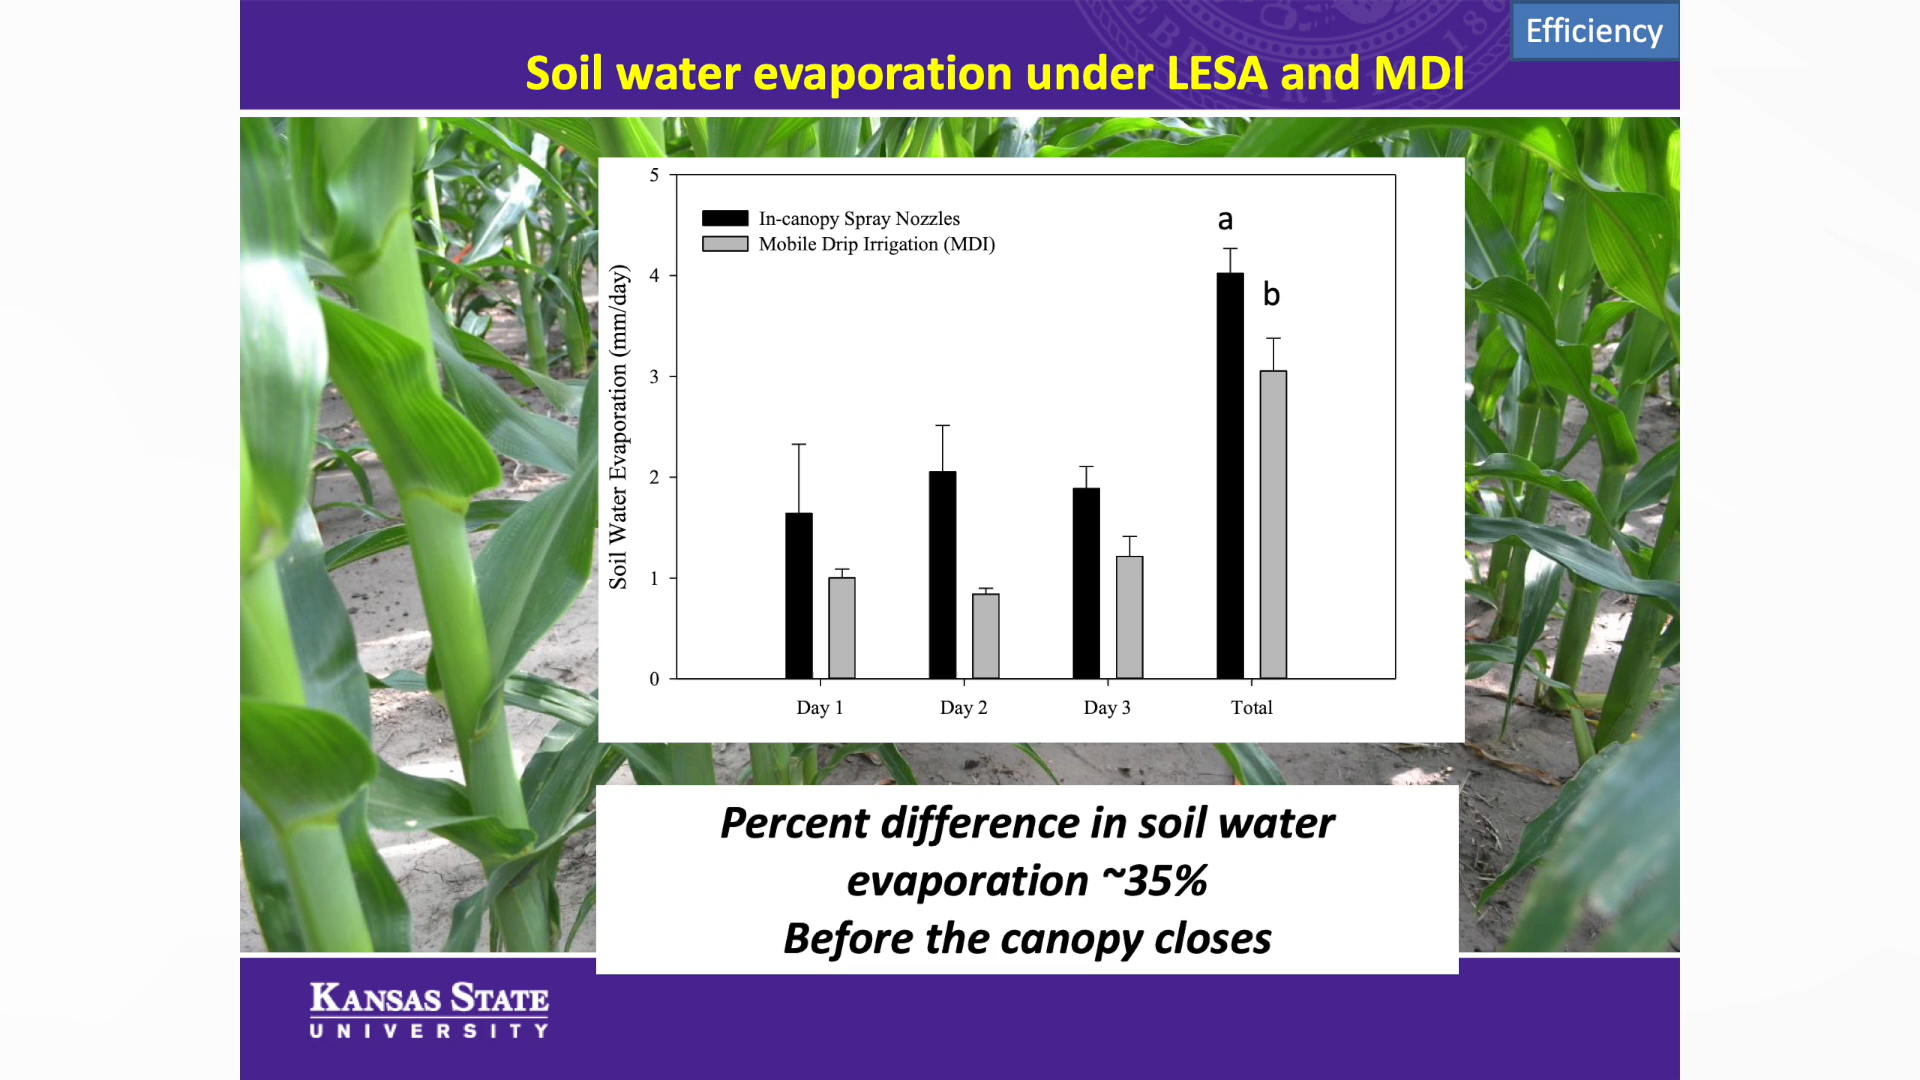 Efficiency
Soil water evaporation under LESA and MDI
5
4
3
2
1
0
Soil Water Evaporation (mm/day)
In-canopy Spray Nozzles
Mobile Drip Irrigation (MDI)
a
b
Day 1
Day 2
Day 3
Total
Percent difference in soil water
evaporation ~35%
Before the canopy closes
KANSAS STATE
UNIVERSITY